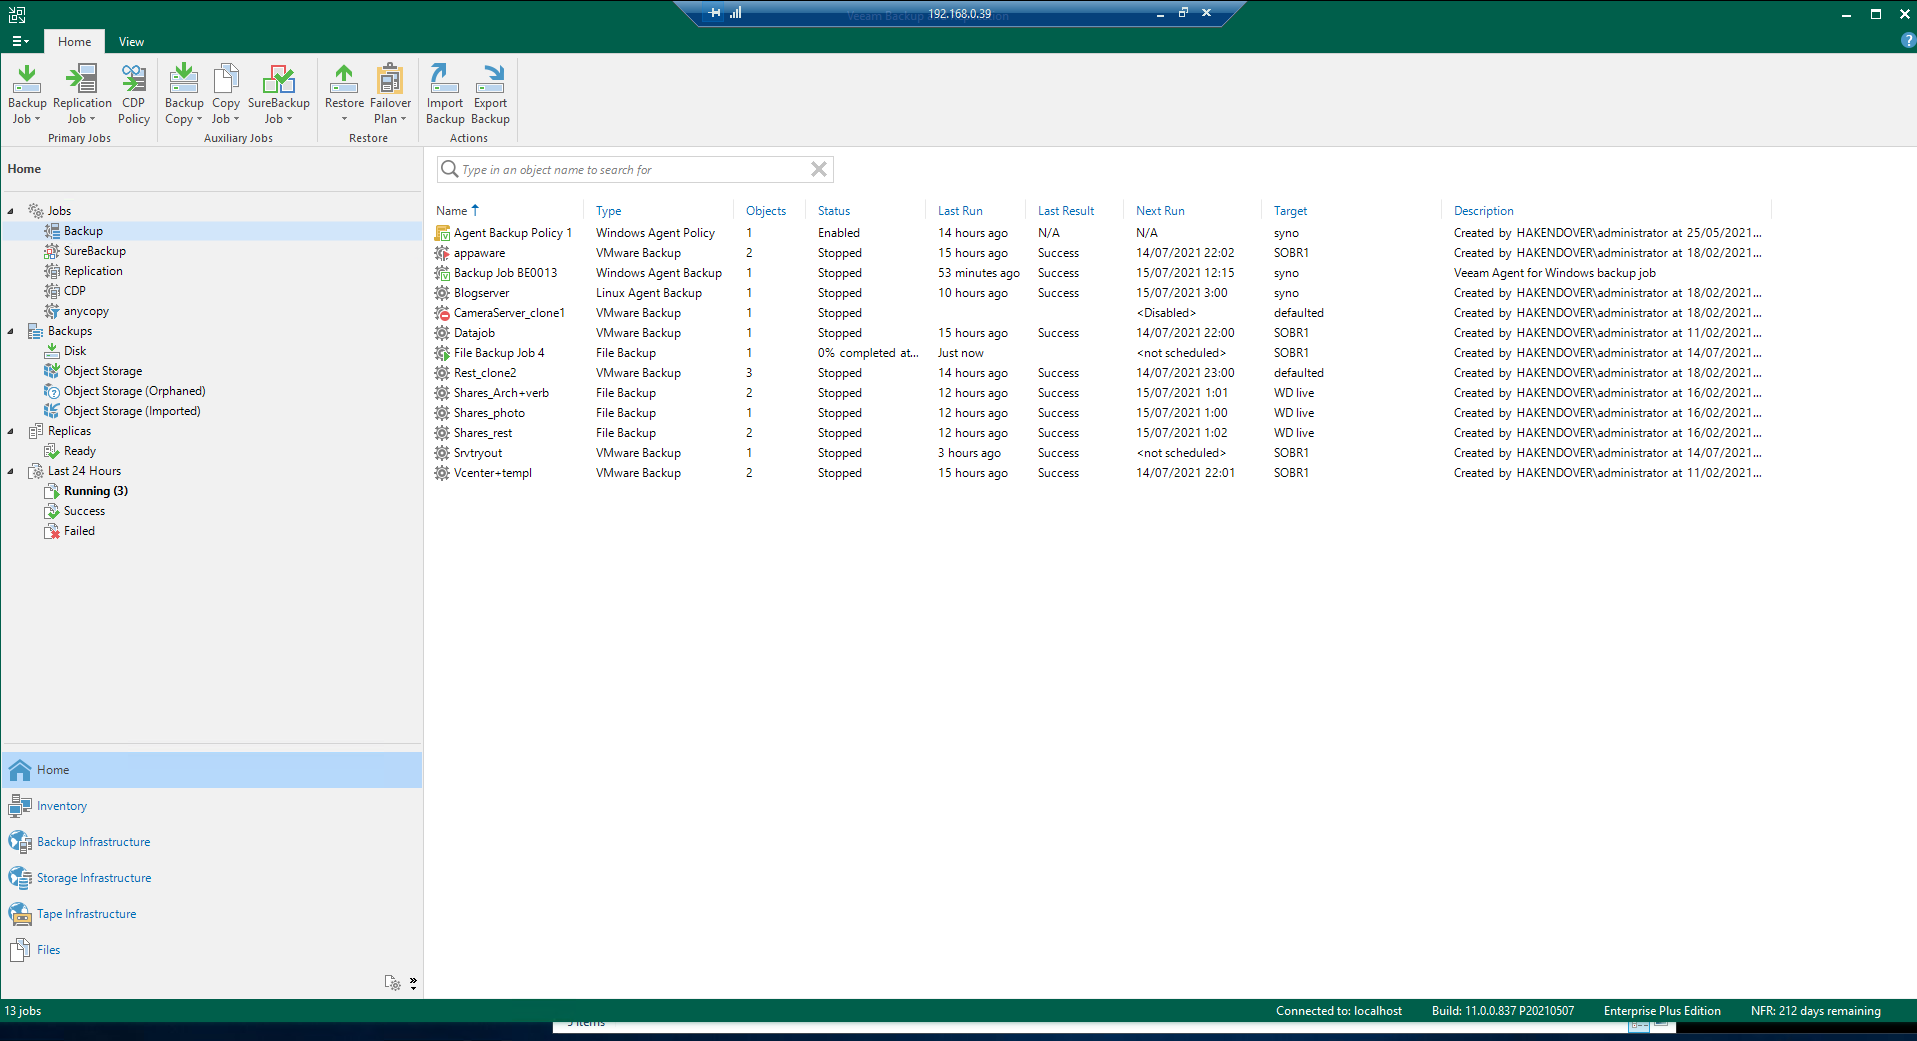 192.168.0.39
Home View
Backup Job
Replication Job
CDP Policy
Primary Jobs
Backup Copy
Copy Job
SureBackup Job
Auxiliary Jobs
Restore
Failover Plan
Restore
Import Backup
Export Backup
Actions
Home
Jobs
Backup
SureBackup
Replication
CDP
anycopy
Backups
Disk
Object Storage
Object Storage (Orphaned)
Object Storage (Imported)
Replicas
Ready
Last 24 Hours
Running (3)
Success
Failed
Home
Inventory
Backup Infrastructure
Storage Infrastructure
Tape Infrastructure
Files
Type in an object name to search for
Name Type Objects Status Last Run Last Result Next Run Target Description
Agent Backup Policy 1 Windows Agent Policy 1 Enabled 14 hours ago N/A N/A syno Created by HAKENDOVER\administrator at 25/05/2021...
appaware VMware Backup 2 Stopped 15 hours ago Success 14/07/2021 22:02 SOBR1 Created by HAKENDOVER\administrator at 18/02/2021...
Backup Job BE0013 Windows Agent Backup 1 Stopped 53 minutes ago Success 15/07/2021 12:15 syno Veeam Agent for Windows backup job
Blogserver Linux Agent Backup 1 Stopped 10 hours ago Success 15/07/2021 3:00 syno Created by HAKENDOVER\administrator at 18/02/2021...
CameraServer_clone1 VMware Backup 1 Stopped <Disabled> defaulted Created by HAKENDOVER\administrator at 18/02/2021...
Datajob VMware Backup 1 Stopped 15 hours ago Success 14/07/2021 22:00 SOBR1 Created by HAKENDOVER\administrator at 11/02/2021...
File Backup Job 4 File Backup 1 0% completed at... Just now <not scheduled> SOBR1 Created by HAKENDOVER\administrator at 14/07/2021...
Rest_clone2 VMware Backup 3 Stopped 14 hours ago Success 14/07/2021 23:00 defaulted Created by HAKENDOVER\administrator at 18/02/2021...
Shares_Arch+verb File Backup 2 Stopped 12 hours ago Success 15/07/2021 1:01 WD live Created by HAKENDOVER\administrator at 16/02/2021...
Shares_photo File Backup 1 Stopped 12 hours ago Success 15/07/2021 1:00 WD live Created by HAKENDOVER\administrator at 16/02/2021...
Shares_rest File Backup 2 Stopped 12 hours ago Success 15/07/2021 1:02 WD live Created by HAKENDOVER\administrator at 16/02/2021...
Srvtryout VMware Backup 1 Stopped 3 hours ago Success <not scheduled> SOBR1 Created by HAKENDOVER\administrator at 14/07/2021...
Vcenter+templ VMware Backup 2 Stopped 15 hours ago Success 14/07/2021 22:01 SOBR1 Created by HAKENDOVER\administrator at 11/02/2021...
13 jobs Connected to: localhost Build: 11.0.0.837 P20210507 Enterprise Plus Edition NFR: 212 days remaining